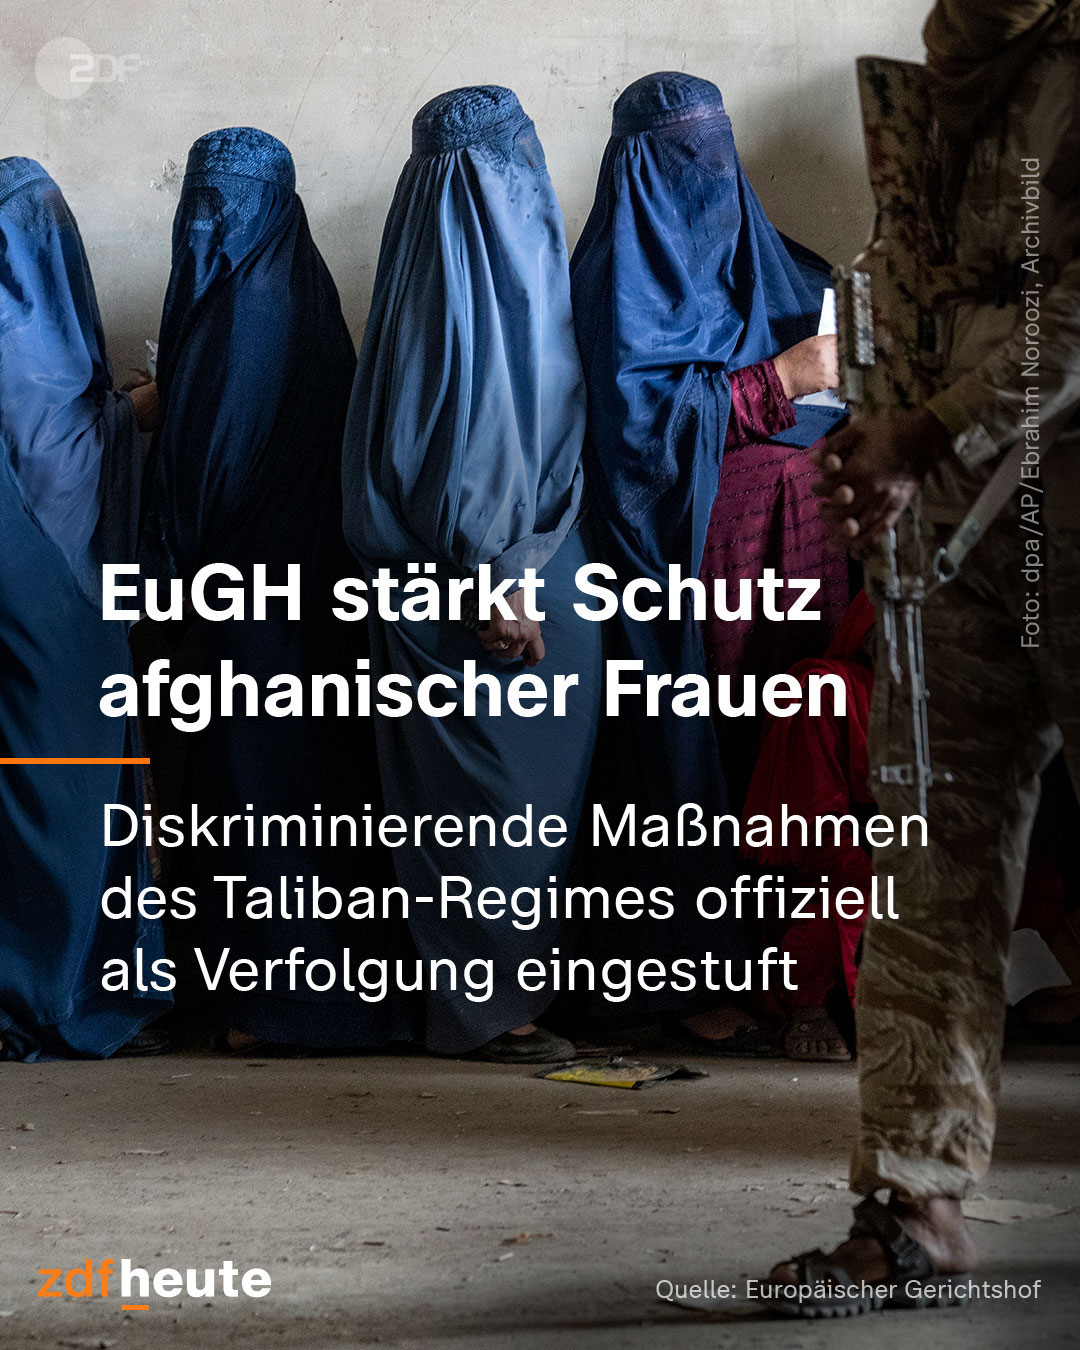 ZDF
Foto: dpa/AP/Ebrahim Noroozi, Archivbild
EuGH stärkt Schutz
afghanischer Frauen
Diskriminierende Maßnahmen
des Taliban-Regimes offiziell
als Verfolgung eingestuft
zdfheute
Quelle: Europäischer Gerichtshof